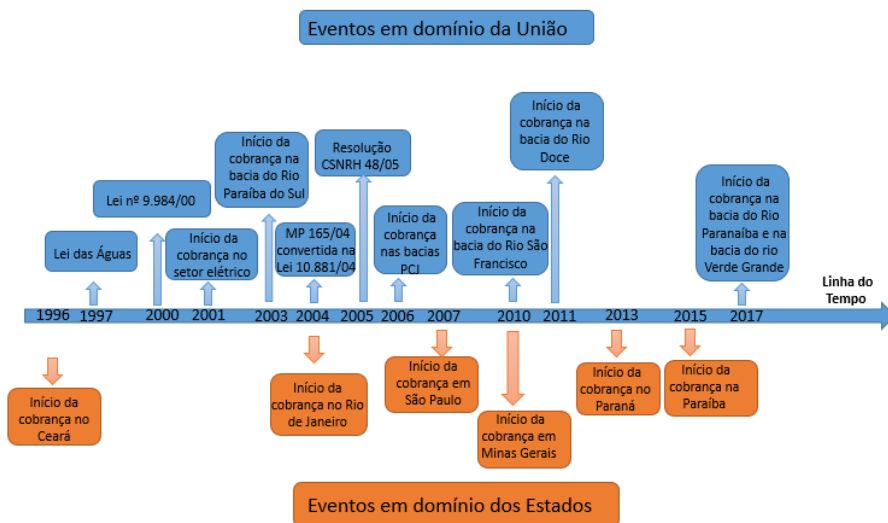 Eventos em domínio da União
Início da
cobrança na
bacia do Rio
Doce
Início da
cobrança na
bacia do Rio
Paraíba do Sul
Resolução
CSNRH 48/05
Lei nº 9.984/00
Início da
cobrança na
bacia do Rio
Paranaíba e na
bacia do rio
Verde Grande
Lei das Águas
Início da
cobrança no
setor elétrico
MP 165/04
convertida na
Lei 10.881/04
Início da
cobrança
nas bacias
PCJ
Início da
cobrança na
bacia do Rio São
Francisco
Linha do
Tempo
1996 1997 2000 2001 2003 2004 2005 2006 2007 2010 2011 2013 2015 2017
Início da
cobrança no
Ceará
Início da
cobrança no Rio
de Janeiro
Início da
cobrança em
São Paulo
Início da
cobrança em
Minas Gerais
Início da
cobrança no
Paraná
Início da
cobrança na
Paraíba
Eventos em domínio dos Estados